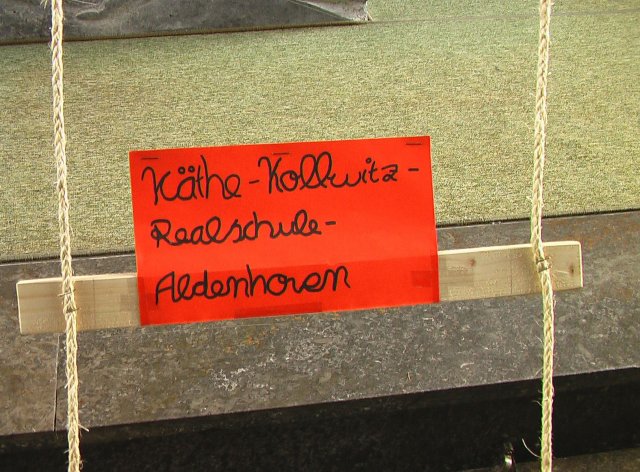 Käthe-Kollwitz-
Realschule-
Aldenhoven